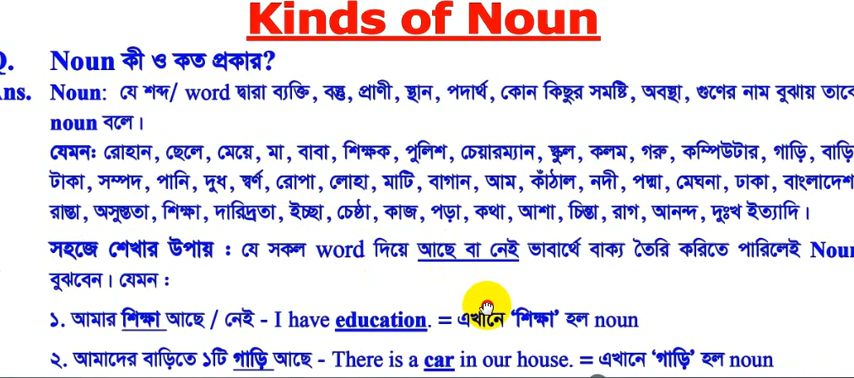 Kinds of Noun
Q. Noun কী ও কত প্রকার?
Ans. Noun: যে শব্দ/ word দ্বারা ব্যক্তি, বস্তু, প্রাণী, স্থান, পদার্থ, কোন কিছুর সমষ্টি, অবস্থা, গুণের নাম বুঝায় তাকে
noun বলে।
যেমনঃ রোহান, ছেলে, মেয়ে, মা, বাবা, শিক্ষক, পুলিশ, চেয়ারম্যান, স্কুল, কলম, গরু, কম্পিউটার, গাড়ি, বাড়ি
টাকা, সম্পদ, পানি, দুধ, স্বর্ণ, রোপা, লোহা, মাটি, বাগান, আম, কাঁঠাল, নদী, পদ্মা, মেঘনা, ঢাকা, বাংলাদেশ
রাস্তা, অসুস্থতা, শিক্ষা, দারিদ্রতা, ইচ্ছা, চেষ্ঠা, কাজ, পড়া, কথা, আশা, চিন্তা, রাগ, আনন্দ, দুঃখ ইত্যাদি।
সহজে শেখার উপায় : যে সকল word দিয়ে আছে বা নেই ভাবার্থে বাক্য তৈরি করিতে পারিলেই Noun
বুঝবেন। যেমন :
১. আমার শিক্ষা আছে / নেই - I have education. = এখানে 'শিক্ষা' হল noun
২. আমাদের বাড়িতে ১টি গাড়ি আছে - There is a car in our house. = এখানে 'গাড়ি' হল noun